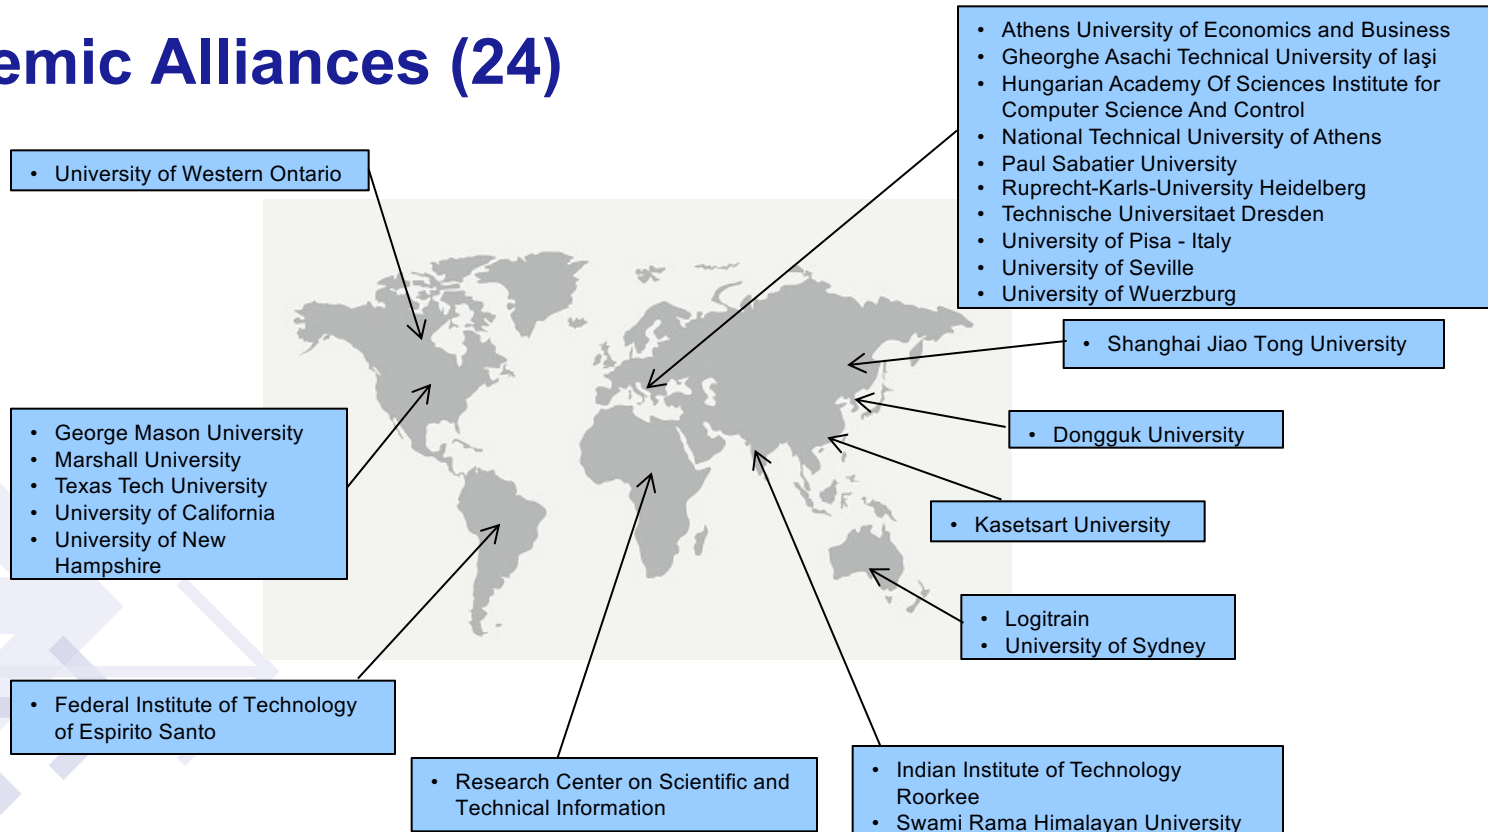 emic Alliances (24)
• Athens University of Economics and Business
• Gheorghe Asachi Technical University of Iaşi
• Hungarian Academy Of Sciences Institute for
Computer Science And Control
• National Technical University of Athens
• Paul Sabatier University
• Ruprecht-Karls-University Heidelberg
• Technische Universitaet Dresden
• University of Pisa - Italy
• University of Seville
• University of Wuerzburg
• University of Western Ontario
• Shanghai Jiao Tong University
• George Mason University
• Marshall University
• Texas Tech University
• University of California
• University of New
Hampshire
• Dongguk University
• Kasetsart University
• Logitrain
• University of Sydney
• Federal Institute of Technology
of Espirito Santo
• Research Center on Scientific and
Technical Information
• Indian Institute of Technology
Roorkee
• Swami Rama Himalayan University